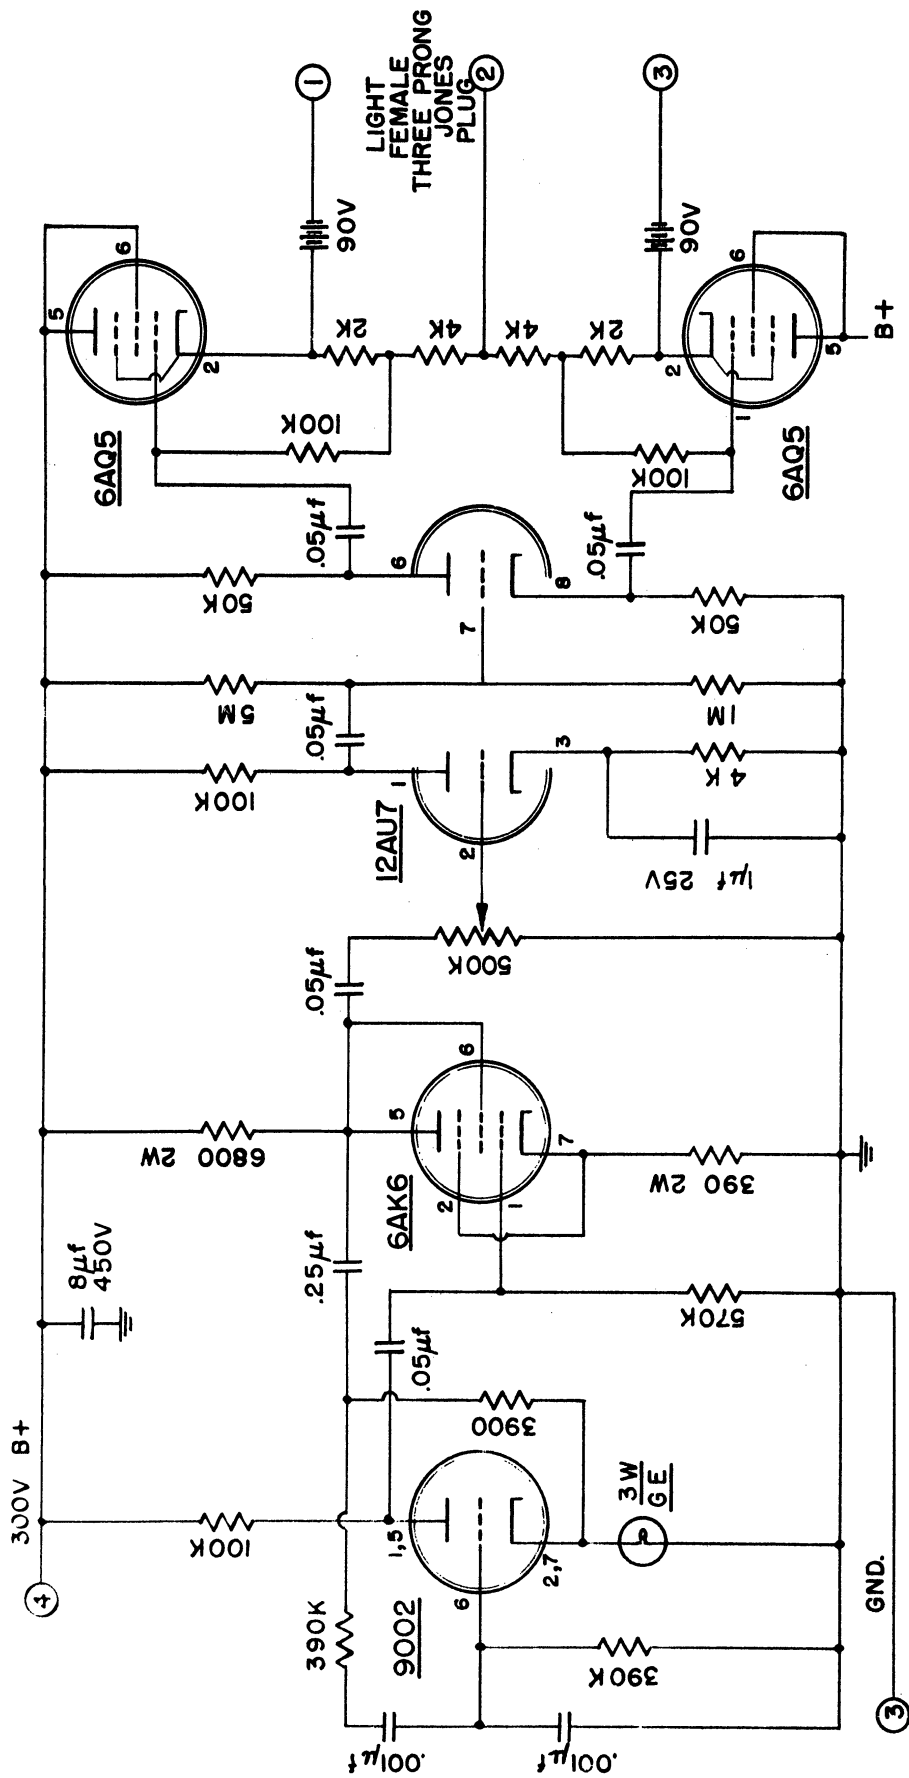 ①
LIGHT
FEMALE
THREE PRONG
JONES
PLUG
②
③
90V
90V
5
6
2
6AQ5
2K
4K
4K
2K
100K
100K
2
6
1
5
6AQ5
B+
.05µf
.05µf
50K
6
7
8
50K
5M
.05µf
1M
100K
1
3
2
12AU7
4K
1µf 25V
500K
.05µf
6800 2W
5
6
7
2
1
6AK6
390 2W
8µf
450V
.25µf
.05µf
570K
3900
300V B+
④
100K
1,5
2,7
6
9002
3W
GE
390K
390K
.001µf
.001µf
GND.
③